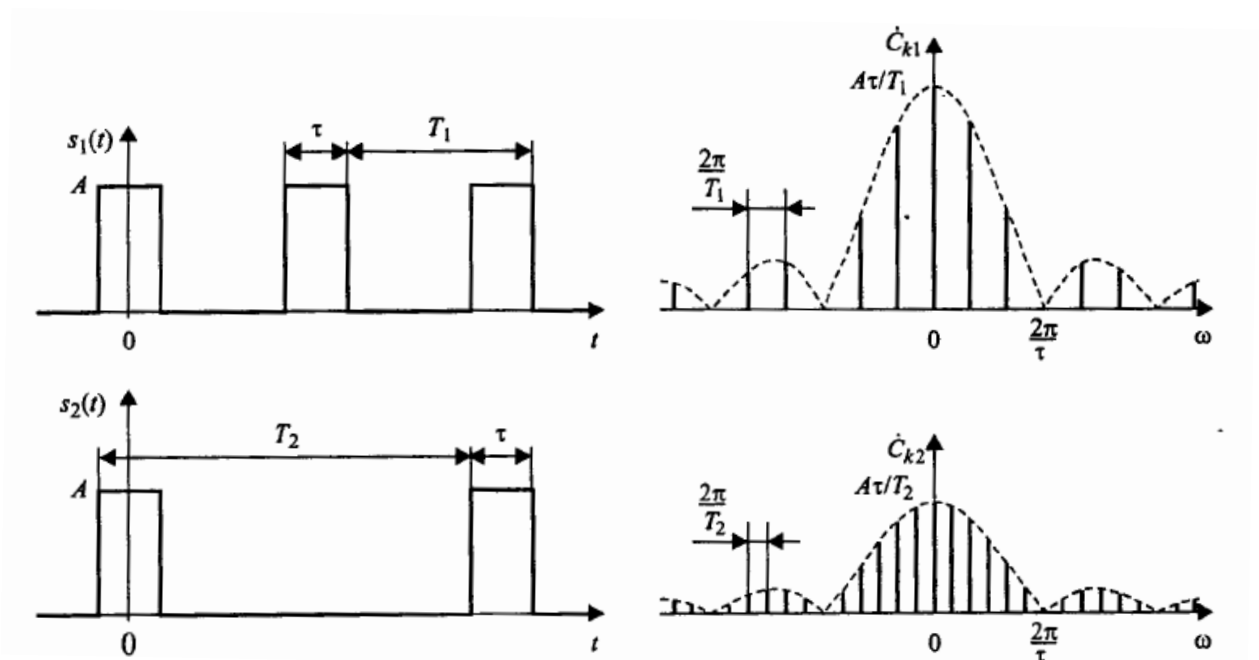 s₁(t)
A
τ
T₁
0
t
Ċₖ₁
Aτ/T₁
2π
T₁
0
2π
τ
ω
s₂(t)
A
T₂
τ
0
t
Ċₖ₂
Aτ/T₂
2π
T₂
0
2π
τ
ω